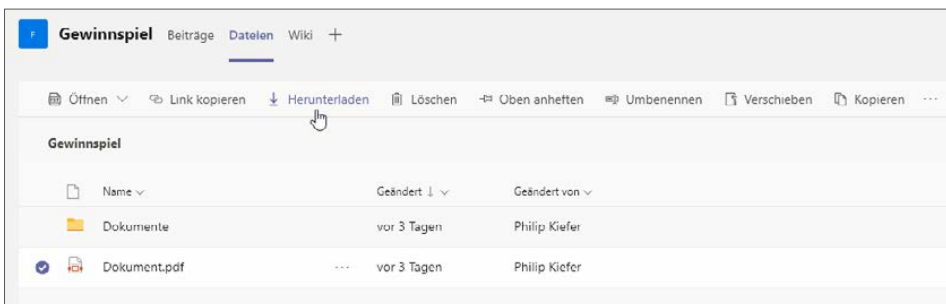 F Gewinnspiel Beiträge Dateien Wiki +
Öffnen Link kopieren Herunterladen Löschen Oben anheften Umbenennen Verschieben Kopieren ...
Gewinnspiel
Name Geändert ↓ Geändert von
Dokumente vor 3 Tagen Philip Kiefer
Dokument.pdf ... vor 3 Tagen Philip Kiefer